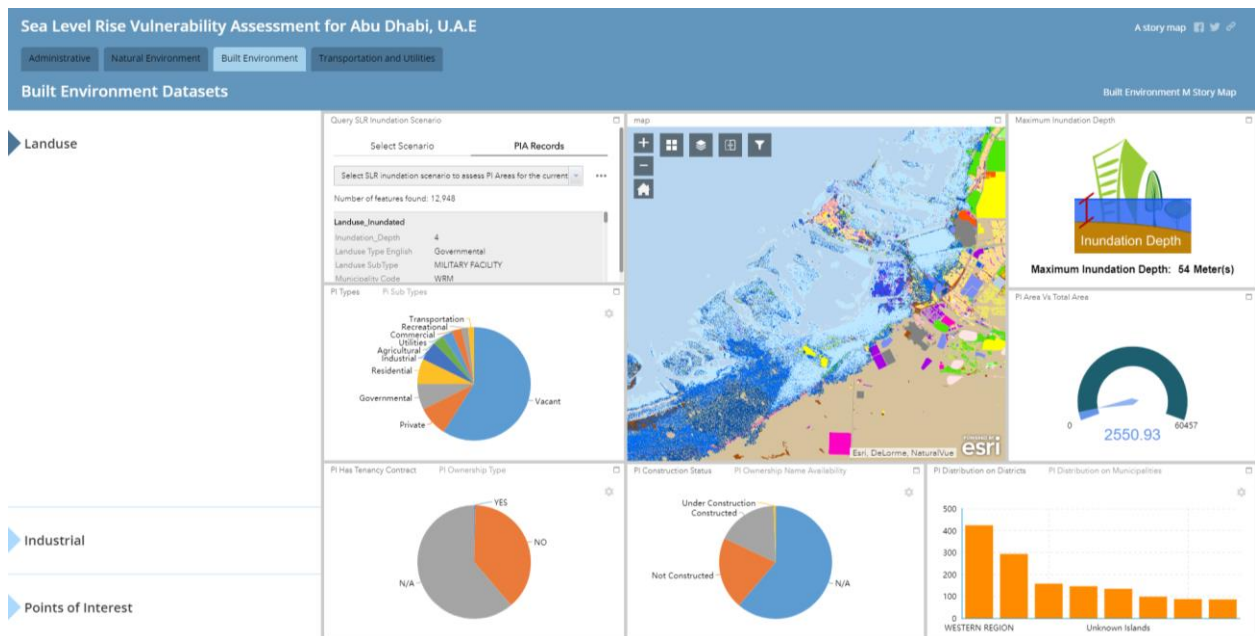 Sea Level Rise Vulnerability Assessment for Abu Dhabi, U.A.E
A story map
Administrative
Natural Environment
Built Environment
Transportation and Utilities
Built Environment Datasets
Built Environment M Story Map
Landuse
Industrial
Points of Interest
Query SLR Inundation Scenario
Select Scenario
PIA Records
Select SLR inundation scenario to assess PI Areas for the current
Number of features found: 12,948
Landuse_Inundated
Inundation_Depth 4
Landuse Type English Governmental
Landuse SubType MILITARY FACILITY
Municipality Code WRM
map
Esri, DeLorme, NaturalVue
POWERED BY
esri
Maximum Inundation Depth
Inundation Depth
Maximum Inundation Depth: 54 Meter(s)
PI Types
PI Sub Types
Transportation
Recreational
Commercial
Utilities
Agricultural
Industrial
Residential
Governmental
Private
Vacant
PI Area Vs Total Area
0
60457
2550.93
PI Has Tenancy Contract
PI Ownership Type
YES
NO
N/A
PI Construction Status
PI Ownership Name Availability
Under Construction
Constructed
Not Constructed
N/A
PI Distribution on Districts
PI Distribution on Municipalities
500
400
300
200
100
0
WESTERN REGION
Unknown Islands